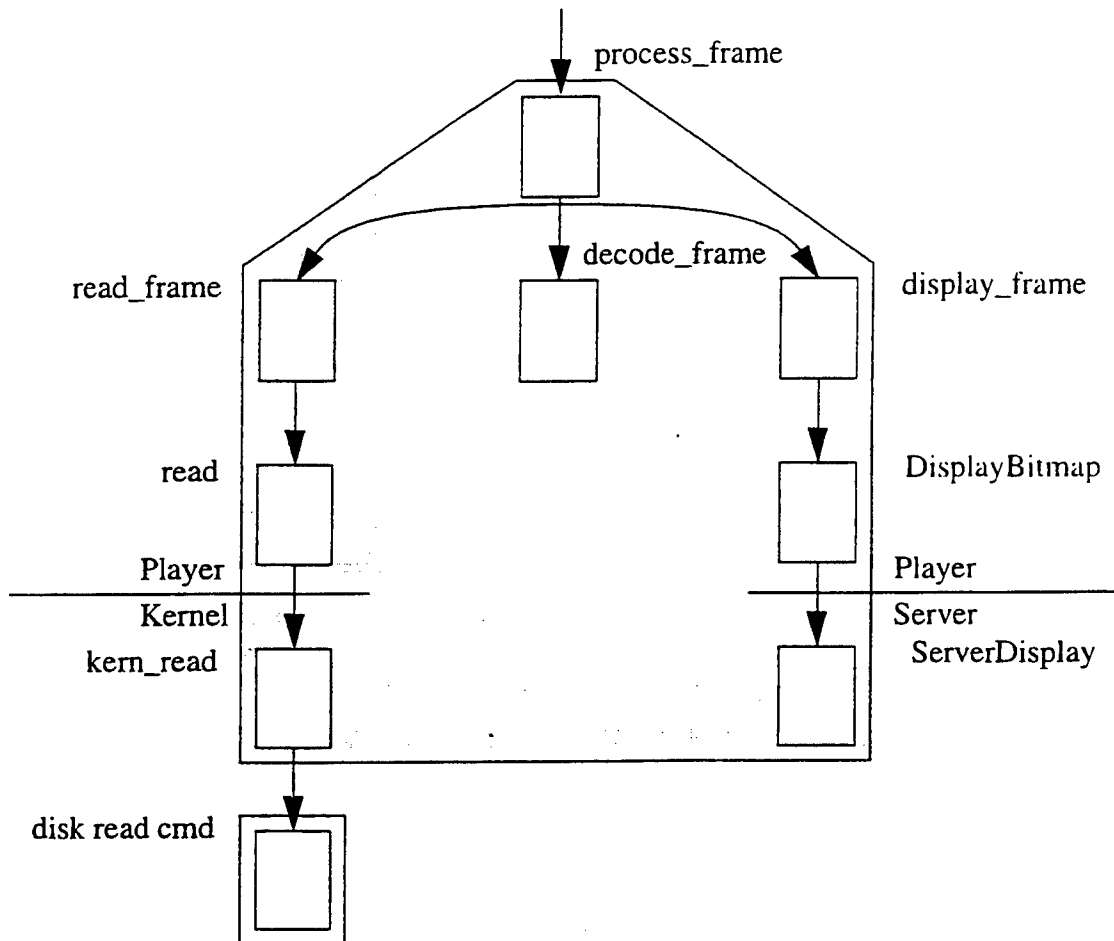 process_frame
decode_frame
read_frame
display_frame
read
DisplayBitmap
Player
Player
Kernel
Server
kern_read
ServerDisplay
disk read cmd